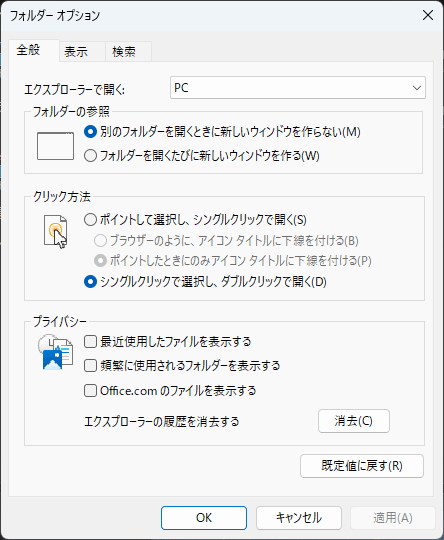 フォルダー オプション
全般 表示 検索
エクスプローラーで開く: PC
フォルダーの参照
別のフォルダーを開くときに新しいウィンドウを作らない(M)
フォルダーを開くたびに新しいウィンドウを作る(W)
クリック方法
ポイントして選択し、シングルクリックで開く(S)
ブラウザーのように、アイコン タイトルに下線を付ける(B)
ポイントしたときにのみアイコン タイトルに下線を付ける(P)
シングルクリックで選択し、ダブルクリックで開く(D)
プライバシー
最近使用したファイルを表示する
頻繁に使用されるフォルダーを表示する
Office.com のファイルを表示する
エクスプローラーの履歴を消去する 消去(C)
既定値に戻す(R)
OK キャンセル 適用(A)